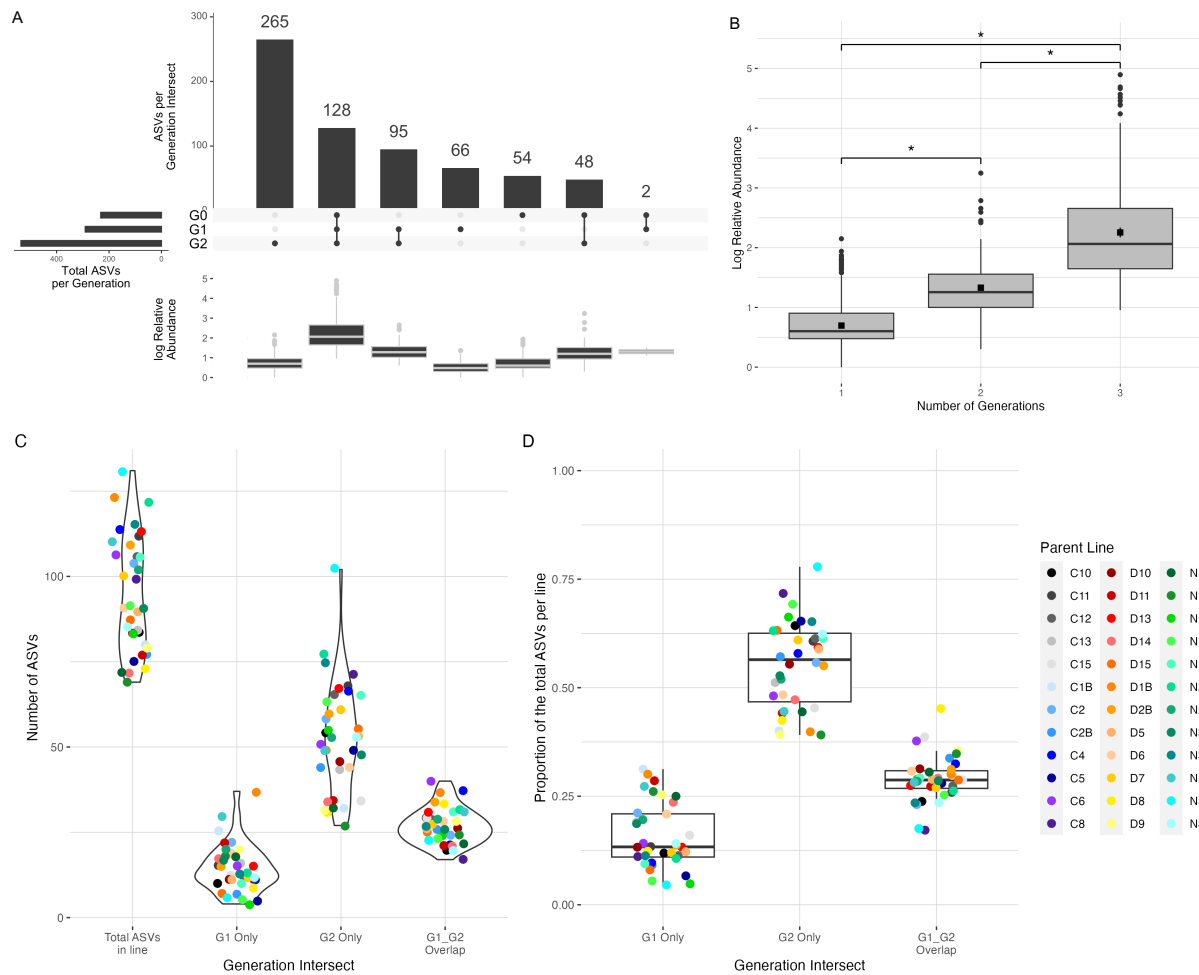 A
300
200
100
0
ASVs per
Generation Intersect
265
128
95
66
54
48
2
G0
G1
G2
400
200
0
Total ASVs
per Generation
log Relative
Abundance
5
4
3
2
1
0
B
Log Relative Abundance
5
4
3
2
1
0
*
*
*
1
2
3
Number of Generations
C
Number of ASVs
100
50
0
Total ASVs
in line
G1 Only
G2 Only
G1_G2
Overlap
Generation Intersect
D
Proportion of the total ASVs per line
1.00
0.75
0.50
0.25
0.00
G1 Only
G2 Only
G1_G2
Overlap
Generation Intersect
Parent Line
C10 D10 N
C11 D11 N
C12 D13 N
C13 D14 N
C15 D15
C1B D1B
C2 D2B
C2B D5
C4 D6
C5 D7
C6 D8
C8 D9